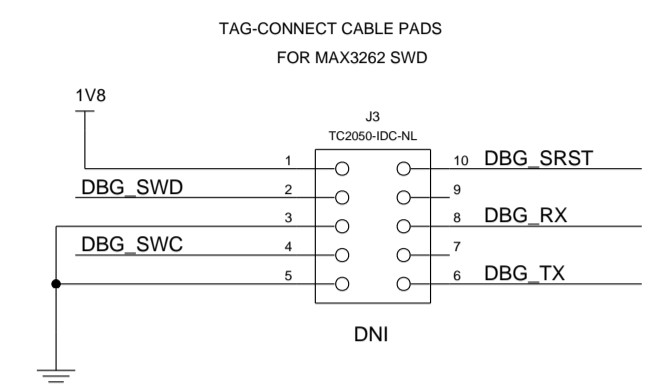 TAG-CONNECT CABLE PADS
FOR MAX3262 SWD
1V8
J3
TC2050-IDC-NL
1 10 DBG_SRST
DBG_SWD 2 9
3 8 DBG_RX
DBG_SWC 4 7
5 6 DBG_TX
DNI